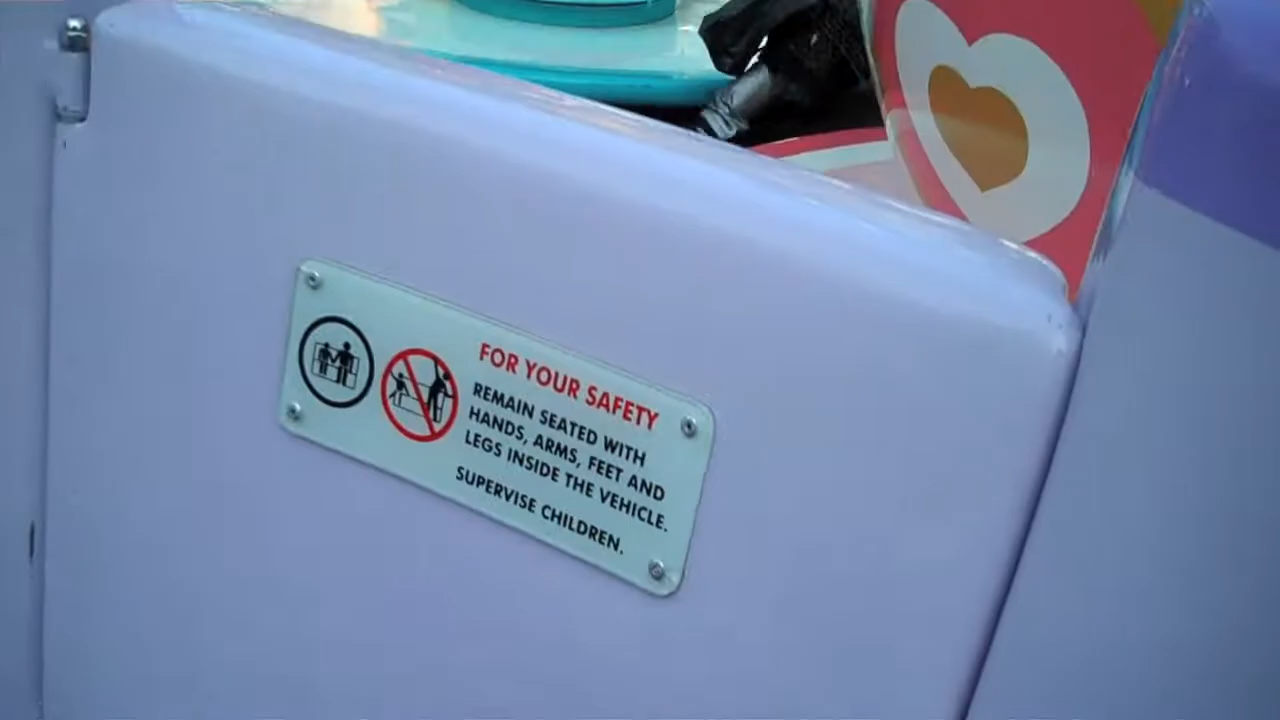 FOR YOUR SAFETY
REMAIN SEATED WITH
HANDS, ARMS, FEET AND
LEGS INSIDE THE VEHICLE.
SUPERVISE CHILDREN.